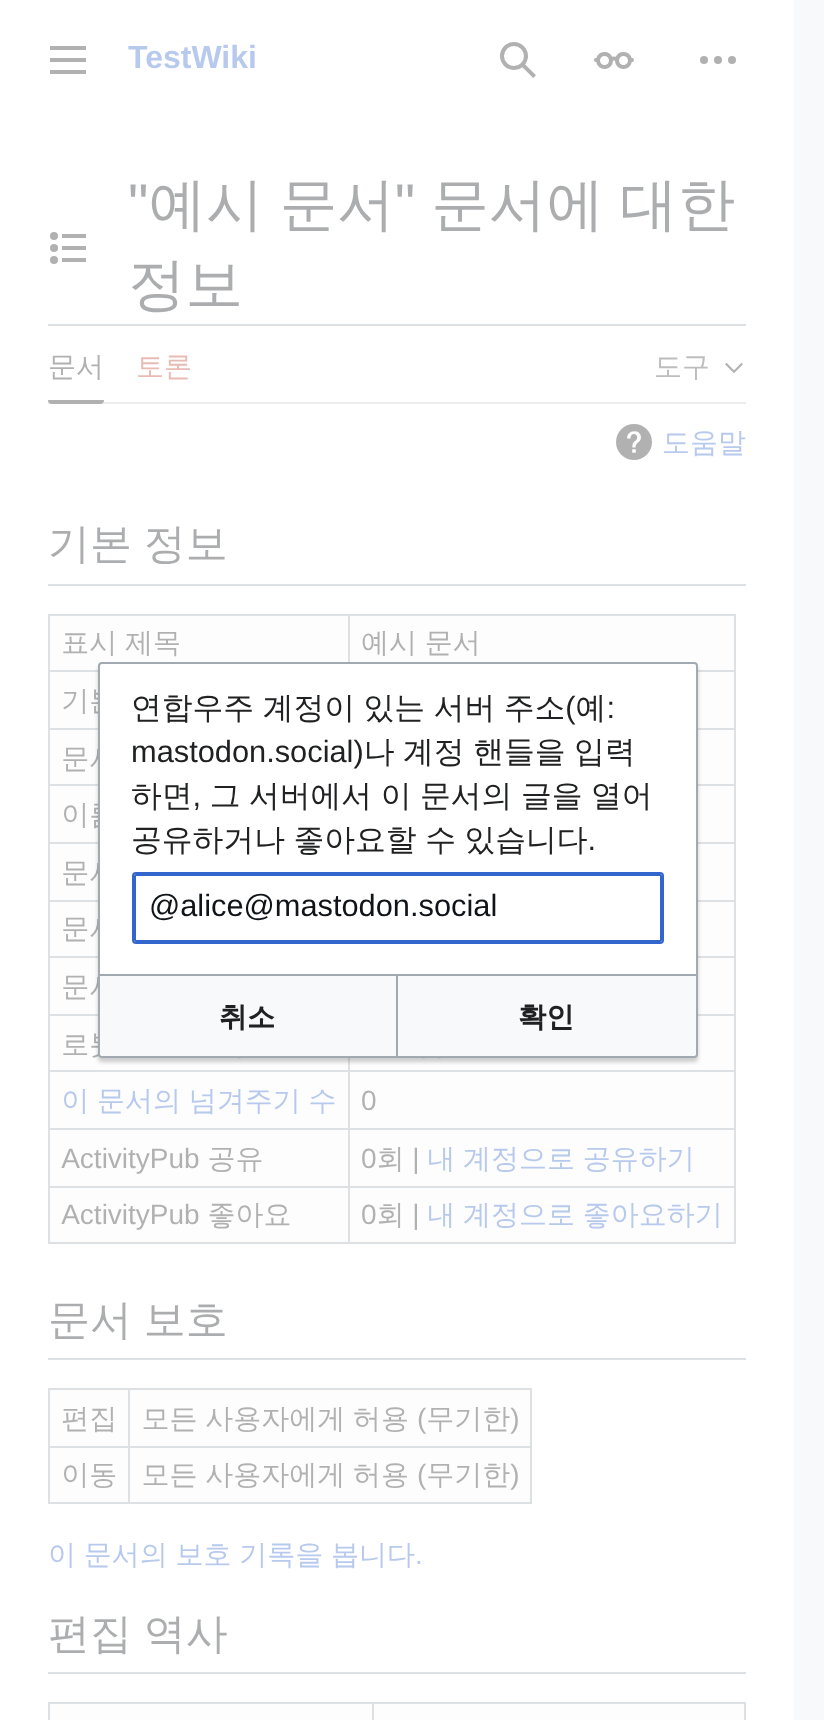 TestWiki
"예시 문서" 문서에 대한
정보
문서 토론 도구
? 도움말
기본 정보
표시 제목 예시 문서
연합우주 계정이 있는 서버 주소(예:
mastodon.social)나 계정 핸들을 입력
하면, 그 서버에서 이 문서의 글을 열어
공유하거나 좋아요할 수 있습니다.
@alice@mastodon.social
취소 확인
이 문서의 넘겨주기 수 0
ActivityPub 공유 0회 | 내 계정으로 공유하기
ActivityPub 좋아요 0회 | 내 계정으로 좋아요하기
문서 보호
편집 모든 사용자에게 허용 (무기한)
이동 모든 사용자에게 허용 (무기한)
이 문서의 보호 기록을 봅니다.
편집 역사